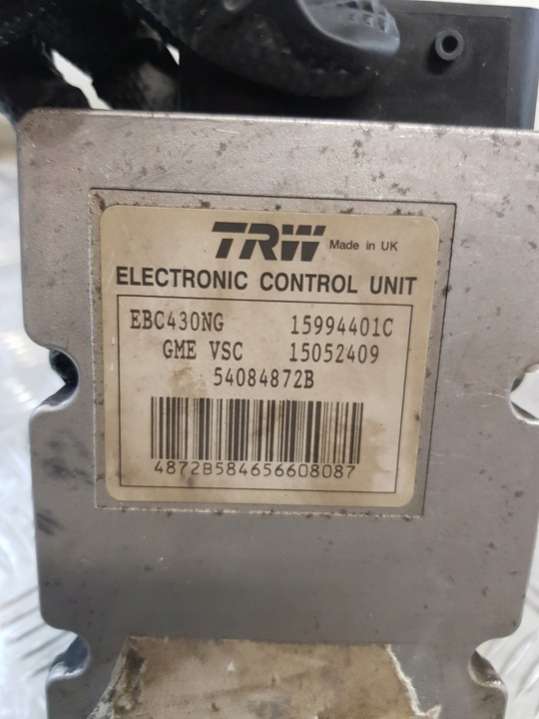 TRW Made in UK
ELECTRONIC CONTROL UNIT
EBC430NG 15994401C
GME VSC 15052409
54084872B
4872B584656608087